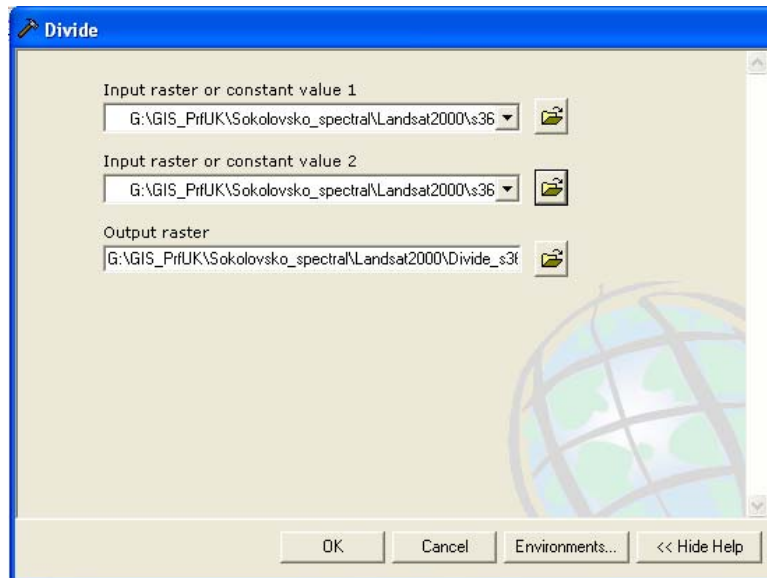 Divide
Input raster or constant value 1
G:\GIS_PrfUK\Sokolovsko_spectral\Landsat2000\s36
Input raster or constant value 2
G:\GIS_PrfUK\Sokolovsko_spectral\Landsat2000\s36
Output raster
G:\GIS_PrfUK\Sokolovsko_spectral\Landsat2000\Divide_s36
OK Cancel Environments... << Hide Help